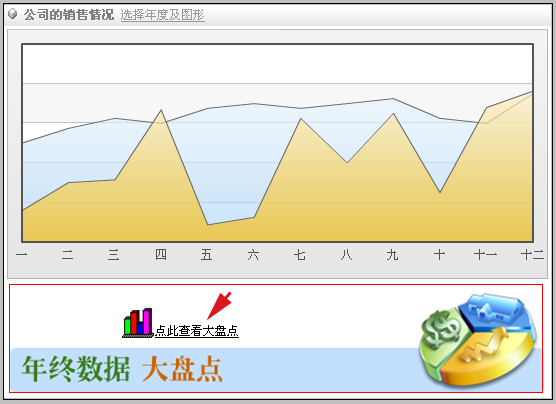 公司的销售情况 选择年度及图形
一 二 三 四 五 六 七 八 九 十 十一 十二
点此查看大盘点
年终数据 大盘点